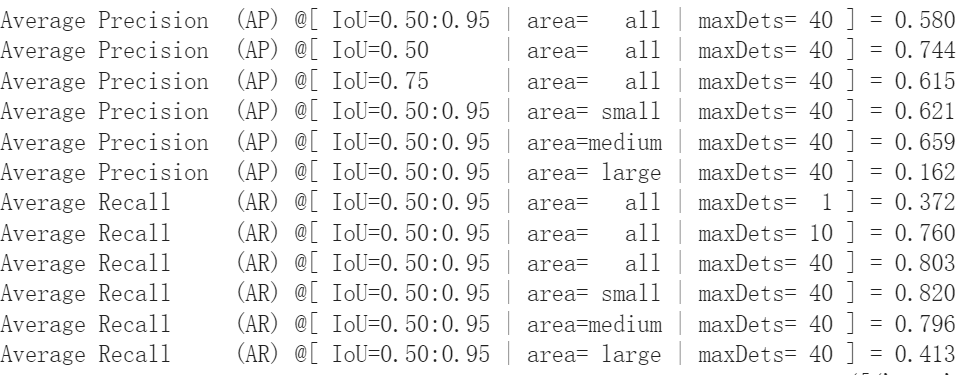 Average Precision  (AP) @[ IoU=0.50:0.95 | area=   all | maxDets= 40 ] = 0.580
Average Precision  (AP) @[ IoU=0.50      | area=   all | maxDets= 40 ] = 0.744
Average Precision  (AP) @[ IoU=0.75      | area=   all | maxDets= 40 ] = 0.615
Average Precision  (AP) @[ IoU=0.50:0.95 | area= small | maxDets= 40 ] = 0.621
Average Precision  (AP) @[ IoU=0.50:0.95 | area=medium | maxDets= 40 ] = 0.659
Average Precision  (AP) @[ IoU=0.50:0.95 | area= large | maxDets= 40 ] = 0.162
Average Recall     (AR) @[ IoU=0.50:0.95 | area=   all | maxDets=  1 ] = 0.372
Average Recall     (AR) @[ IoU=0.50:0.95 | area=   all | maxDets= 10 ] = 0.760
Average Recall     (AR) @[ IoU=0.50:0.95 | area=   all | maxDets= 40 ] = 0.803
Average Recall     (AR) @[ IoU=0.50:0.95 | area= small | maxDets= 40 ] = 0.820
Average Recall     (AR) @[ IoU=0.50:0.95 | area=medium | maxDets= 40 ] = 0.796
Average Recall     (AR) @[ IoU=0.50:0.95 | area= large | maxDets= 40 ] = 0.413